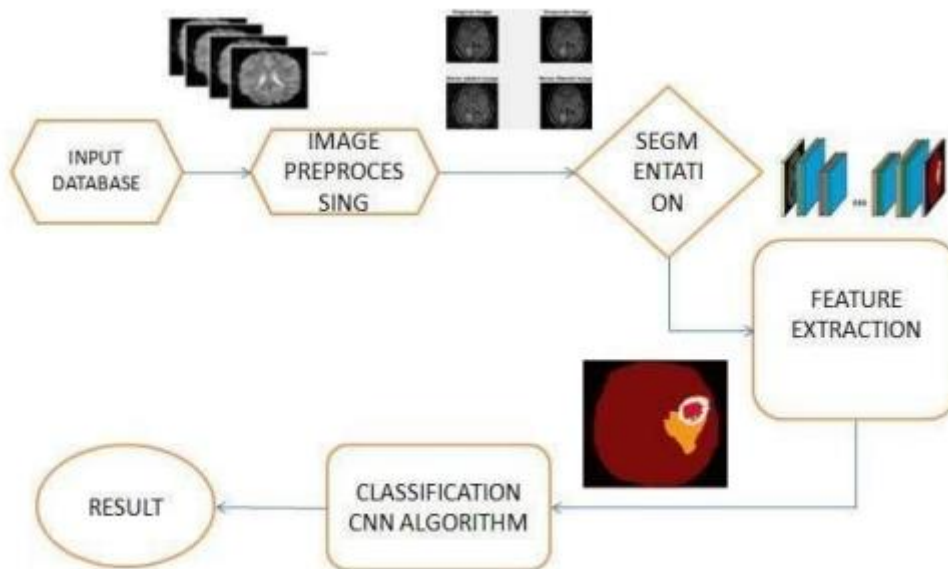 INPUT
DATABASE
IMAGE
PREPROCES
SING
SEGM
ENTATI
ON
FEATURE
EXTRACTION
CLASSIFICATION
CNN ALGORITHM
RESULT